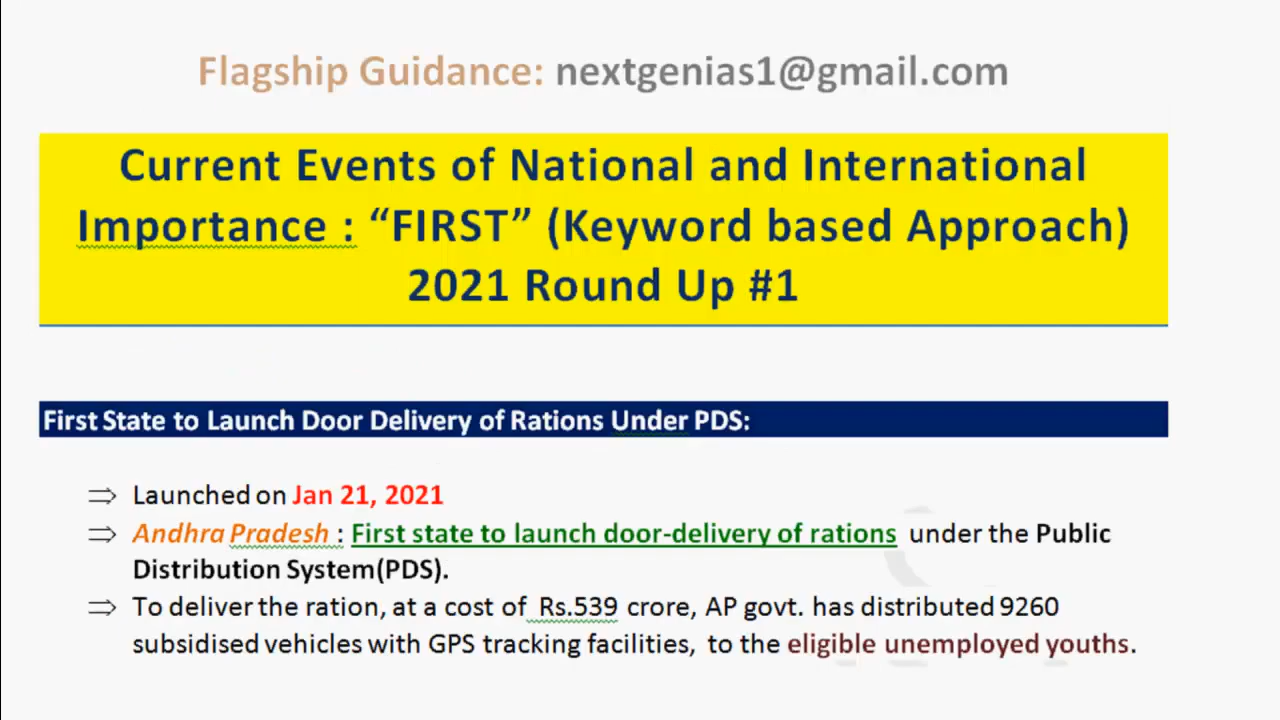 Flagship Guidance: nextgenias1@gmail.com
Current Events of National and International
Importance : “FIRST” (Keyword based Approach)
2021 Round Up #1
First State to Launch Door Delivery of Rations Under PDS:
⇒ Launched on Jan 21, 2021
⇒ Andhra Pradesh : First state to launch door-delivery of rations under the Public
Distribution System(PDS).
⇒ To deliver the ration, at a cost of Rs.539 crore, AP govt. has distributed 9260
subsidised vehicles with GPS tracking facilities, to the eligible unemployed youths.